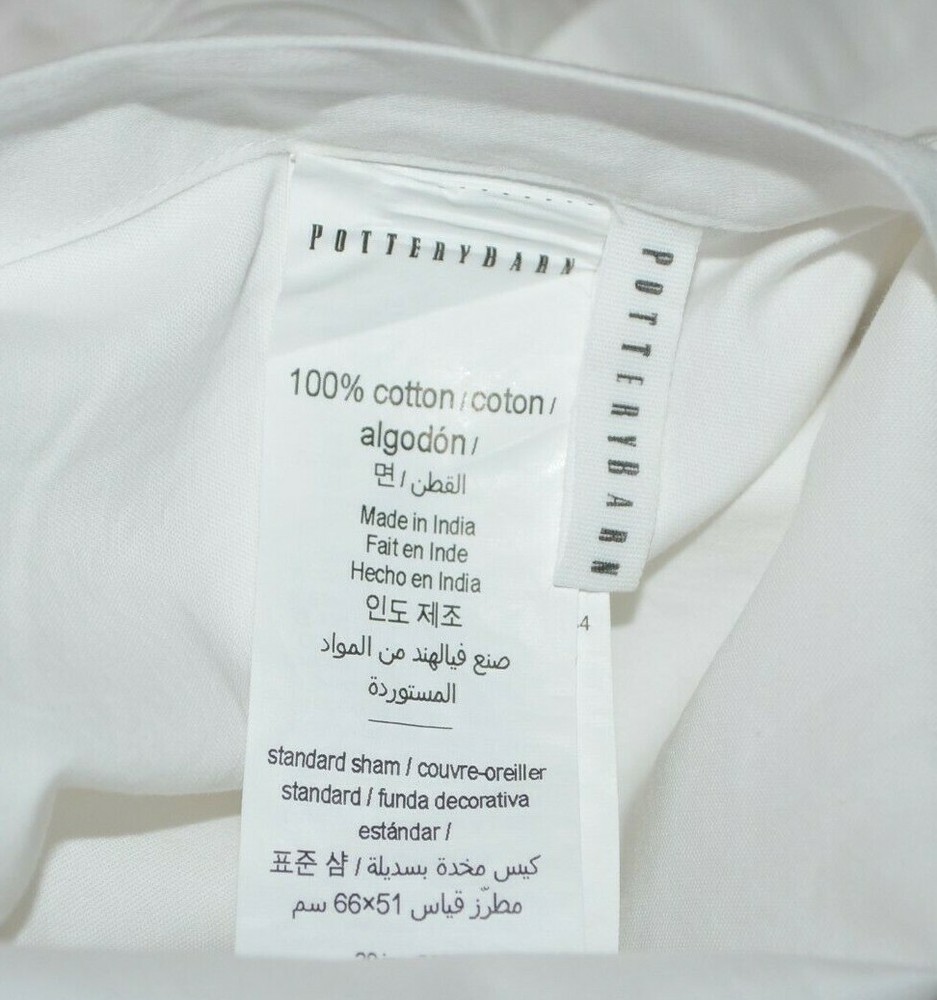 POTTERYBARN
100% cotton / coton /
algodón /
면 / القطن
Made in India
Fait en Inde
Hecho en India
인도 제조
صنع فيالهند من المواد
المستوردة
standard sham / couvre-oreiller
standard / funda decorativa
estándar /
표준 샴 / كيس مخدة بسديلة
مطرّز قياس 51×66 سم
POTTERYBARN
4